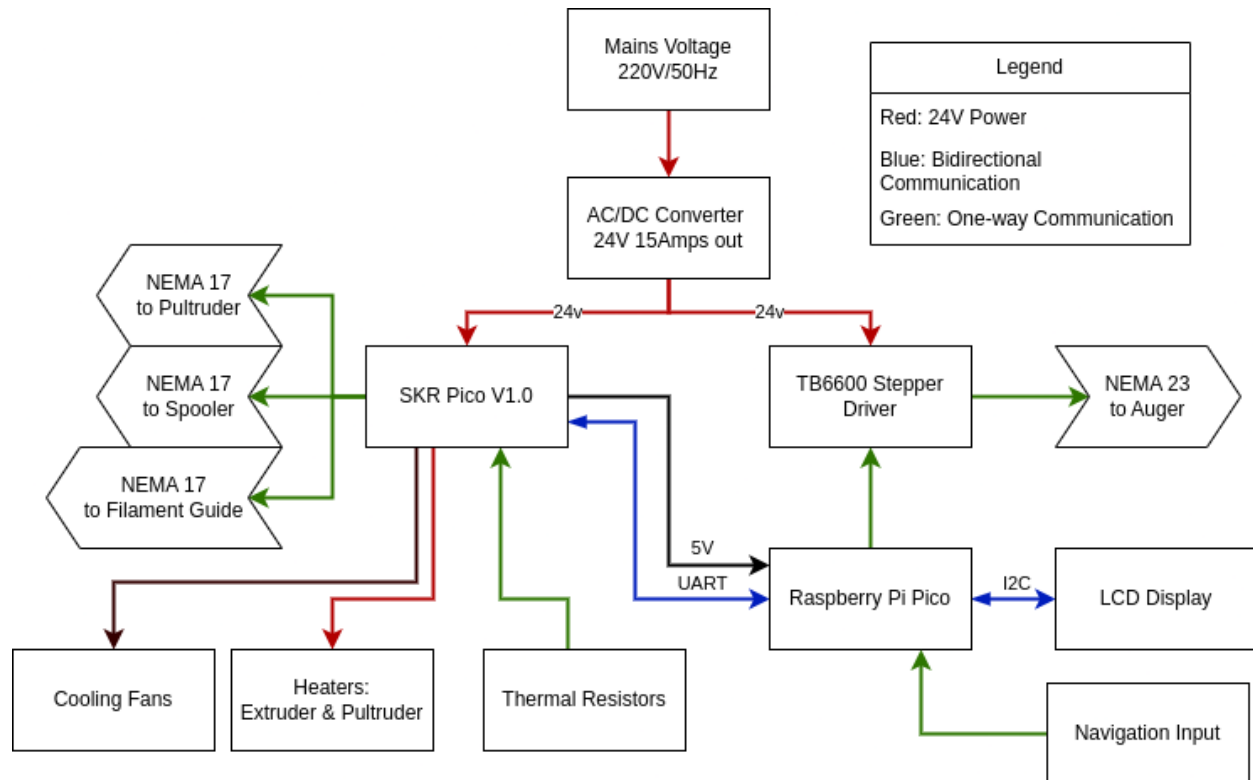 Mains Voltage
220V/50Hz
Legend
Red: 24V Power
Blue: Bidirectional
Communication
Green: One-way Communication
AC/DC Converter
24V 15Amps out
NEMA 17
to Pultruder
24v
24v
NEMA 17
to Spooler
SKR Pico V1.0
TB6600 Stepper
Driver
NEMA 23
to Auger
NEMA 17
to Filament Guide
5V
UART
Raspberry Pi Pico
I2C
LCD Display
Cooling Fans
Heaters:
Extruder & Pultruder
Thermal Resistors
Navigation Input